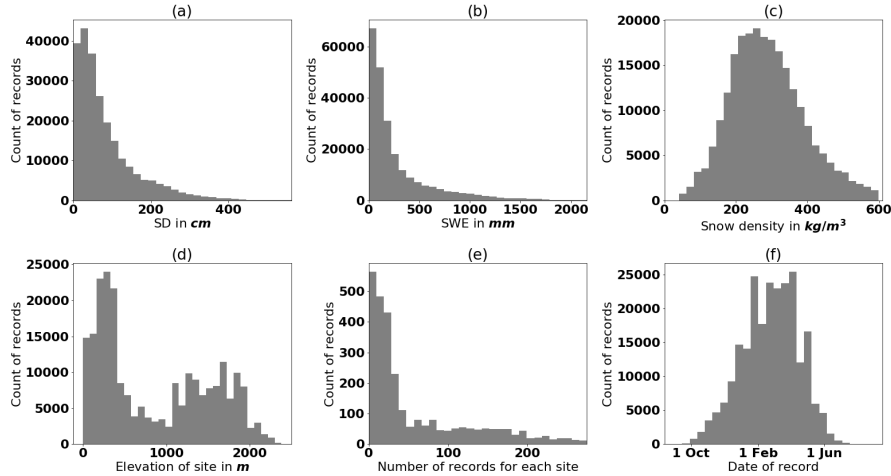 (a)
Count of records
40000
30000
20000
10000
0
0 200 400
SD in cm
(b)
Count of records
60000
40000
20000
0
0 500 1000 1500 2000
SWE in mm
(c)
Count of records
20000
15000
10000
5000
0
0 200 400 600
Snow density in kg/m³
(d)
Count of records
25000
20000
15000
10000
5000
0
0 1000 2000
Elevation of site in m
(e)
Count of records
500
400
300
200
100
0
0 100 200
Number of records for each site
(f)
Count of records
25000
20000
15000
10000
5000
0
1 Oct 1 Feb 1 Jun
Date of record